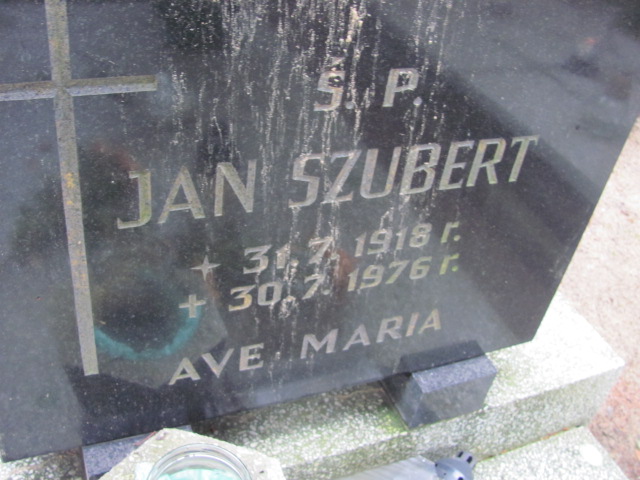 Ś. P.
JAN SZUBERT
+ 31.7.1918 r.
+ 30.7.1976 r.
AVE MARIA